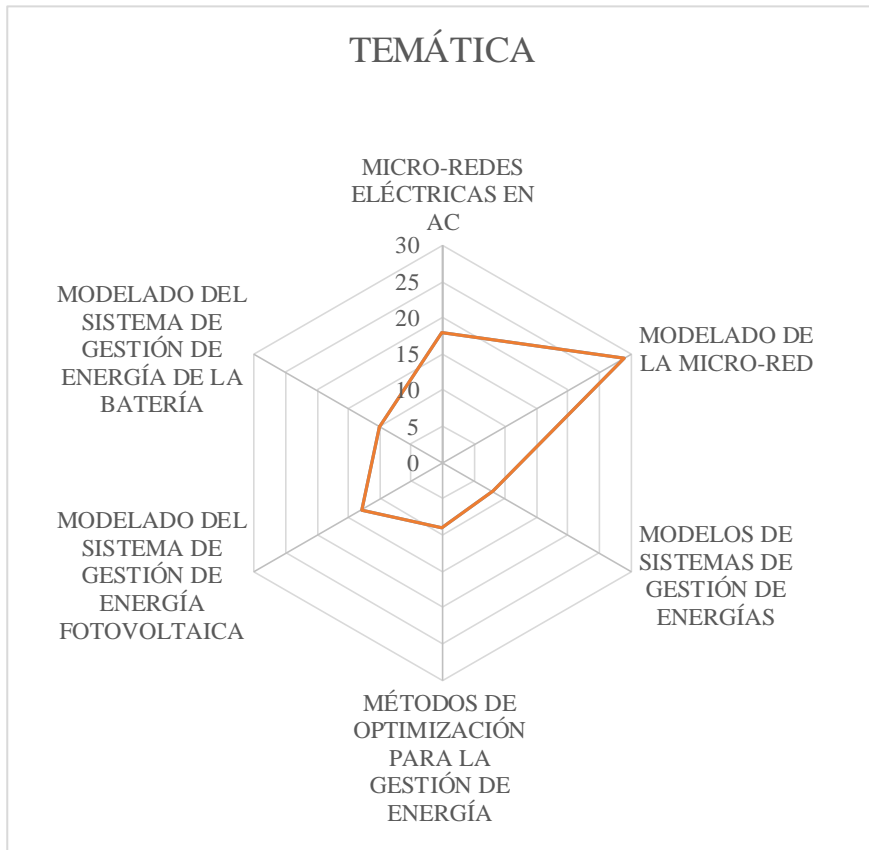 TEMÁTICA
MICRO-REDES
ELÉCTRICAS EN
AC
30
25
20
15
10
5
0
MODELADO DE
LA MICRO-RED
MODELOS DE
SISTEMAS DE
GESTIÓN DE
ENERGÍAS
MÉTODOS DE
OPTIMIZACIÓN
PARA LA
GESTIÓN DE
ENERGÍA
MODELADO DEL
SISTEMA DE
GESTIÓN DE
ENERGÍA
FOTOVOLTAICA
MODELADO DEL
SISTEMA DE
GESTIÓN DE
ENERGÍA DE LA
BATERÍA